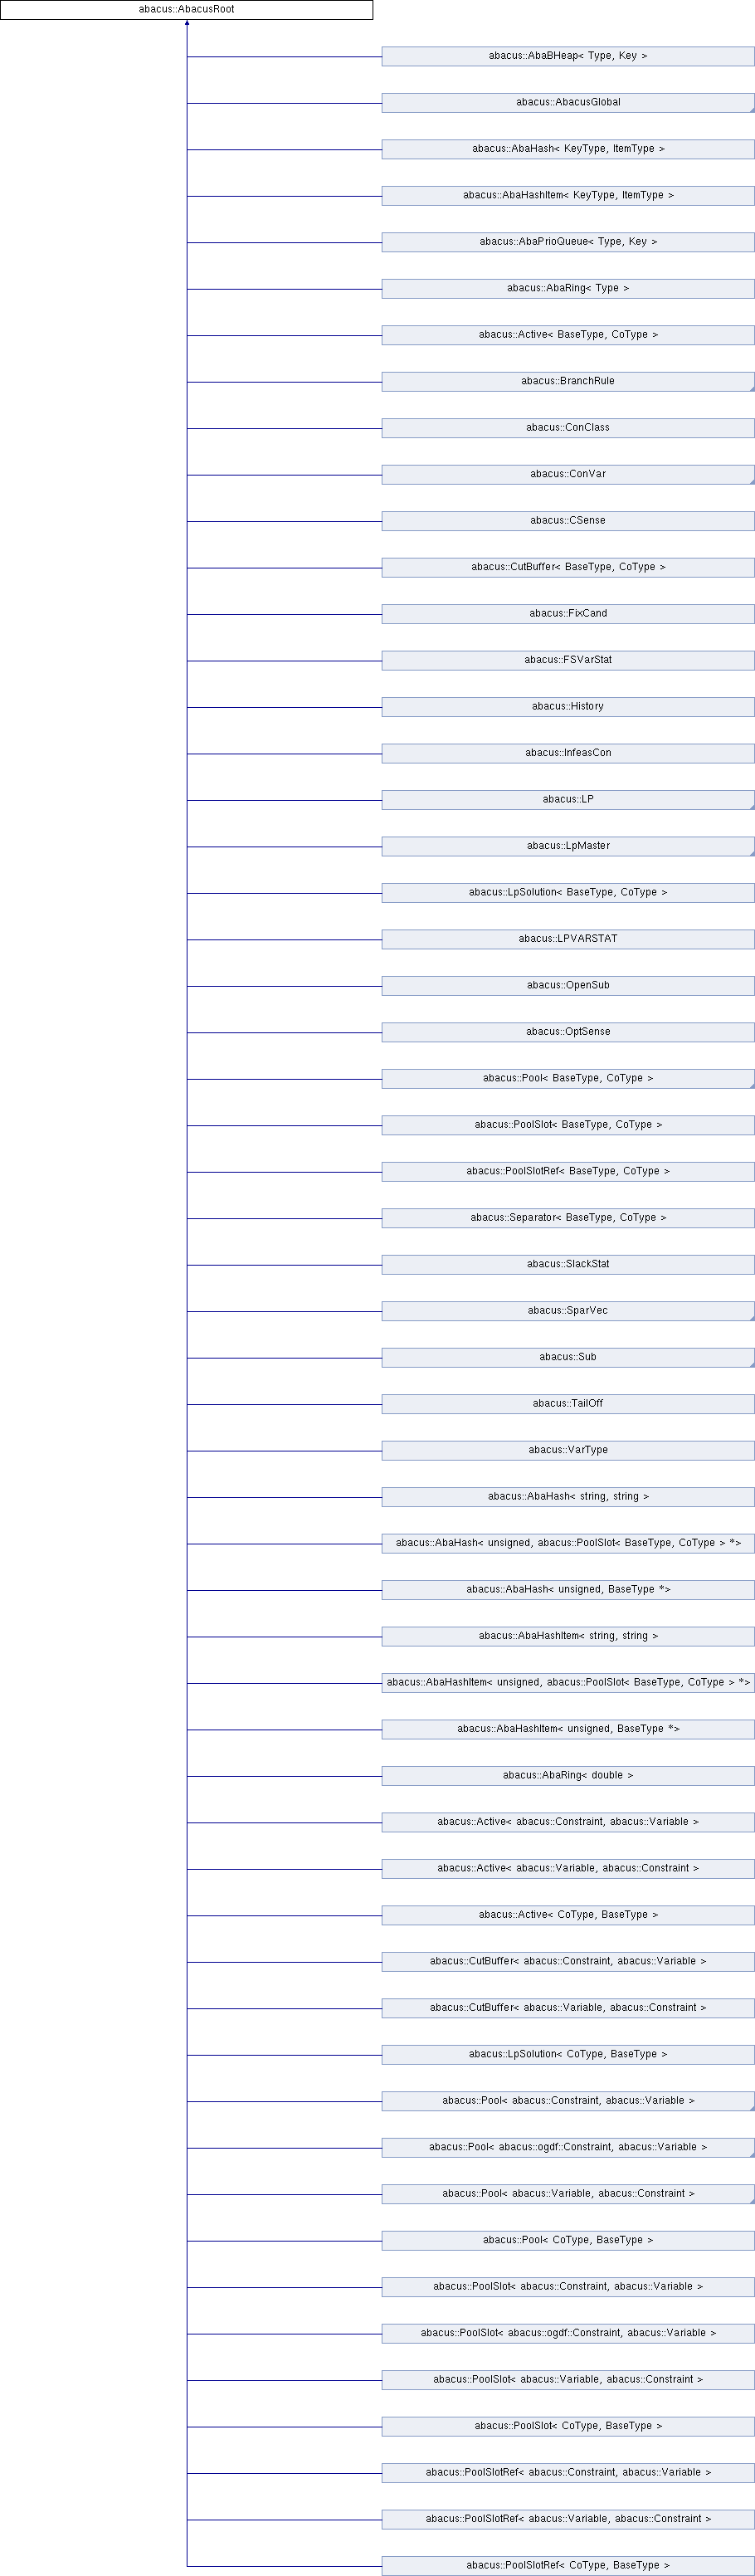 abacus::AbacusRoot
abacus::AbaBHeap< Type, Key >
abacus::AbacusGlobal
abacus::AbaHash< KeyType, ItemType >
abacus::AbaHashItem< KeyType, ItemType >
abacus::AbaPrioQueue< Type, Key >
abacus::AbaRing< Type >
abacus::Active< BaseType, CoType >
abacus::BranchRule
abacus::ConClass
abacus::ConVar
abacus::CSense
abacus::CutBuffer< BaseType, CoType >
abacus::FixCand
abacus::FSVarStat
abacus::History
abacus::InfeasCon
abacus::LP
abacus::LpMaster
abacus::LpSolution< BaseType, CoType >
abacus::LPVARSTAT
abacus::OpenSub
abacus::OptSense
abacus::Pool< BaseType, CoType >
abacus::PoolSlot< BaseType, CoType >
abacus::PoolSlotRef< BaseType, CoType >
abacus::Separator< BaseType, CoType >
abacus::SlackStat
abacus::SparVec
abacus::Sub
abacus::TailOff
abacus::VarType
abacus::AbaHash< string, string >
abacus::AbaHash< unsigned, abacus::PoolSlot< BaseType, CoType > *>
abacus::AbaHash< unsigned, BaseType *>
abacus::AbaHashItem< string, string >
abacus::AbaHashItem< unsigned, abacus::PoolSlot< BaseType, CoType > *>
abacus::AbaHashItem< unsigned, BaseType *>
abacus::AbaRing< double >
abacus::Active< abacus::Constraint, abacus::Variable >
abacus::Active< abacus::Variable, abacus::Constraint >
abacus::Active< CoType, BaseType >
abacus::CutBuffer< abacus::Constraint, abacus::Variable >
abacus::CutBuffer< abacus::Variable, abacus::Constraint >
abacus::LpSolution< CoType, BaseType >
abacus::Pool< abacus::Constraint, abacus::Variable >
abacus::Pool< abacus::ogdf::Constraint, abacus::Variable >
abacus::Pool< abacus::Variable, abacus::Constraint >
abacus::Pool< CoType, BaseType >
abacus::PoolSlot< abacus::Constraint, abacus::Variable >
abacus::PoolSlot< abacus::ogdf::Constraint, abacus::Variable >
abacus::PoolSlot< abacus::Variable, abacus::Constraint >
abacus::PoolSlot< CoType, BaseType >
abacus::PoolSlotRef< abacus::Constraint, abacus::Variable >
abacus::PoolSlotRef< abacus::Variable, abacus::Constraint >
abacus::PoolSlotRef< CoType, BaseType >